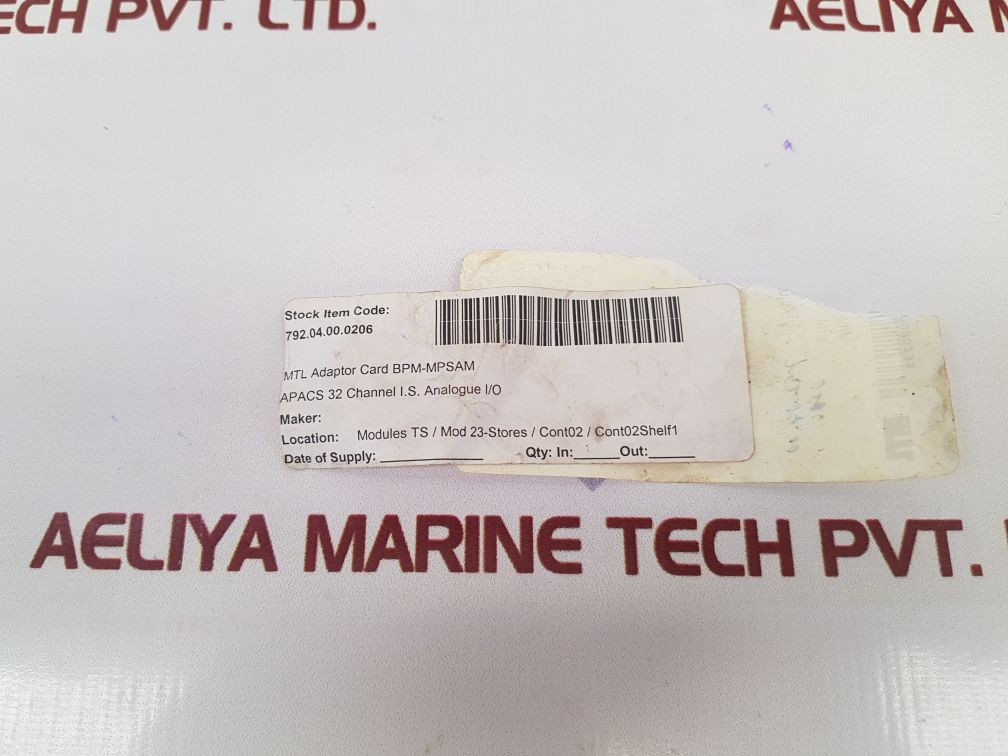 ECH PVT. LTD.
AELIYA M
Stock Item Code:
792.04.00.0206
MTL Adaptor Card BPM-MPSAM
APACS 32 Channel I.S. Analogue I/O
Maker:
Location: Modules TS / Mod 23-Stores / Cont02 / Cont02Shelf1
Date of Supply: Qty: In: Out:
AELIYA MARINE TECH PVT.